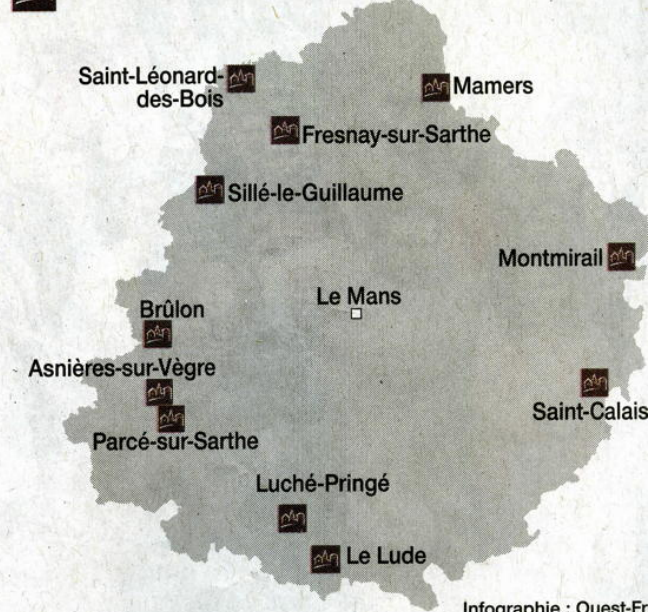 Saint-Léonard-
des-Bois
Mamers
Fresnay-sur-Sarthe
Sillé-le-Guillaume
Montmirail
Le Mans
Brûlon
Asnières-sur-Vègre
Saint-Calais
Parcé-sur-Sarthe
Luché-Pringé
Le Lude
Infographie : Ouest-Fr